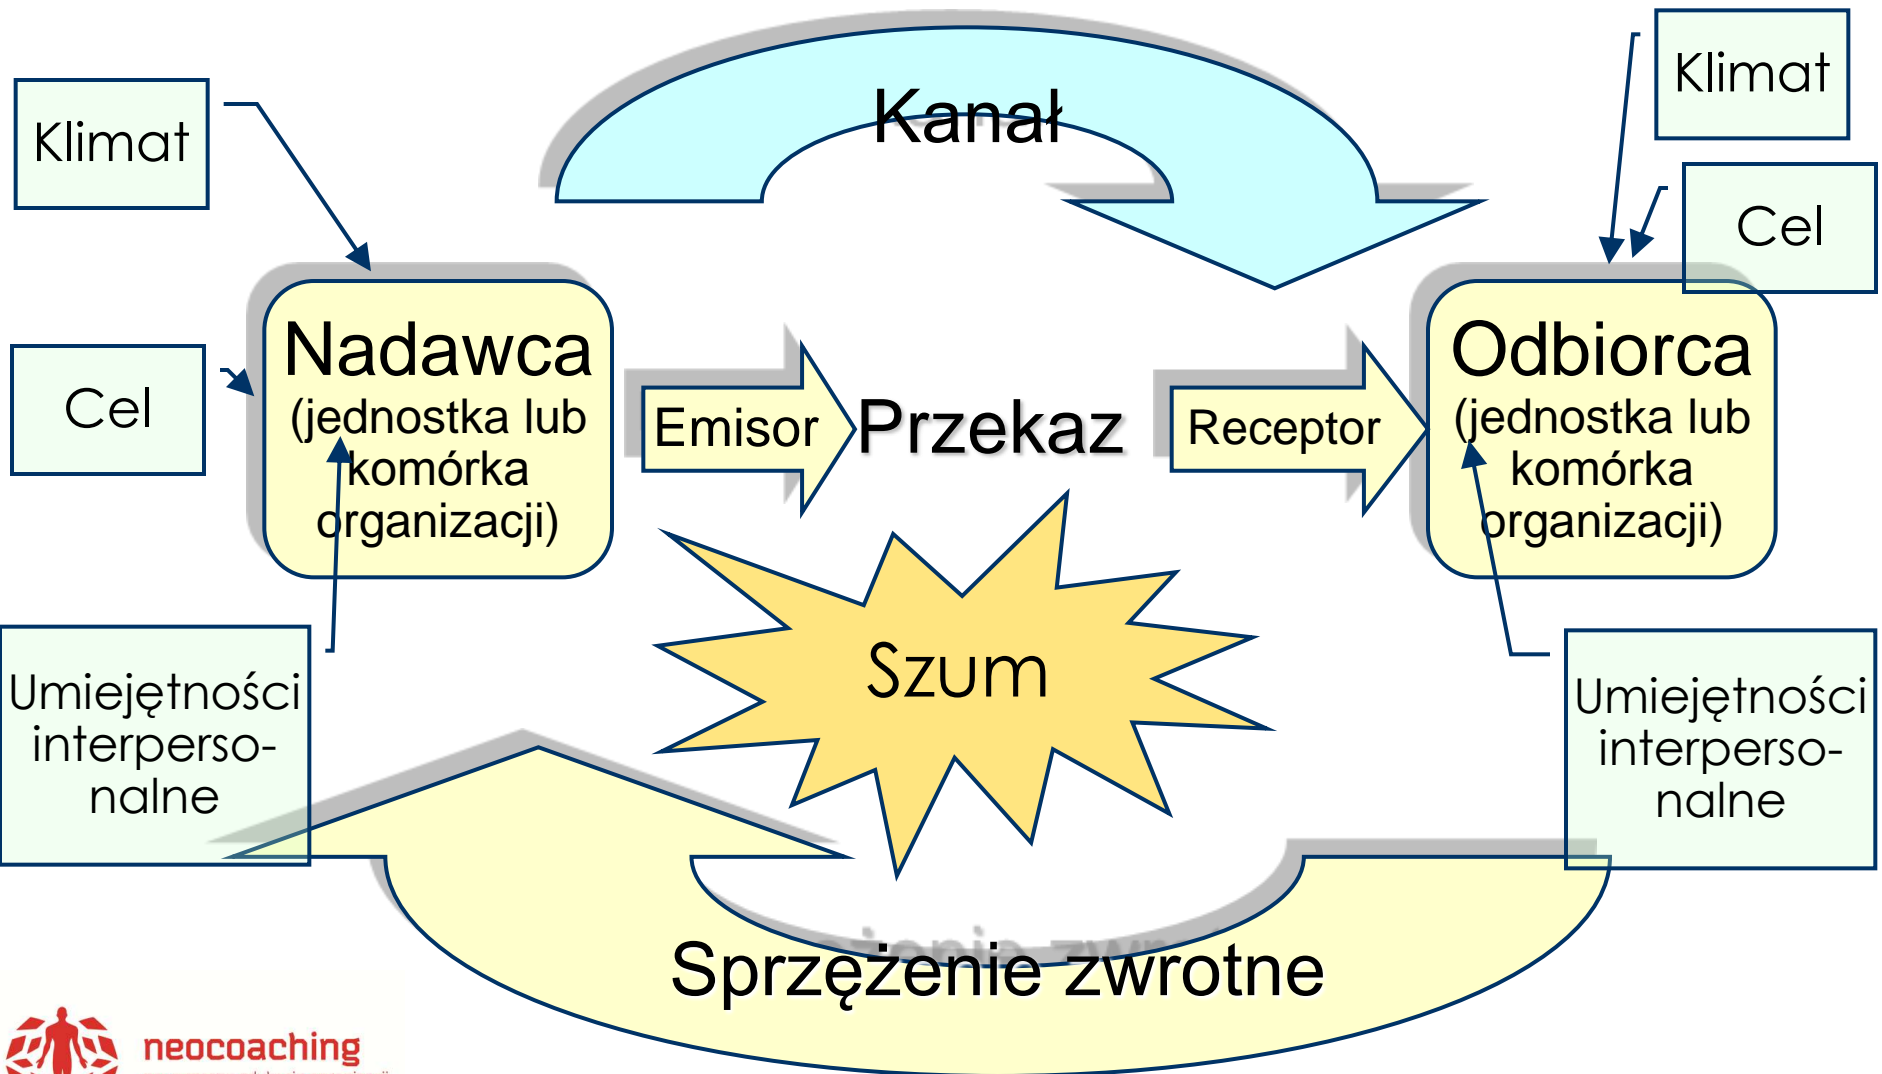 Klimat
Kanał
Klimat
Cel
Nadawca
(jednostka lub
komórka
organizacji)
Cel
Emisor
Przekaz
Receptor
Odbiorca
(jednostka lub
komórka
organizacji)
Szum
Umiejętności
interperso-
nalne
Umiejętności
interperso-
nalne
Sprzężenie zwrotne
neocoaching